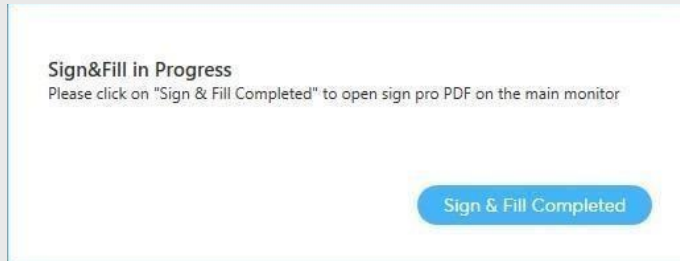 Sign&Fill in Progress
Please click on "Sign & Fill Completed" to open sign pro PDF on the main monitor
Sign & Fill Completed